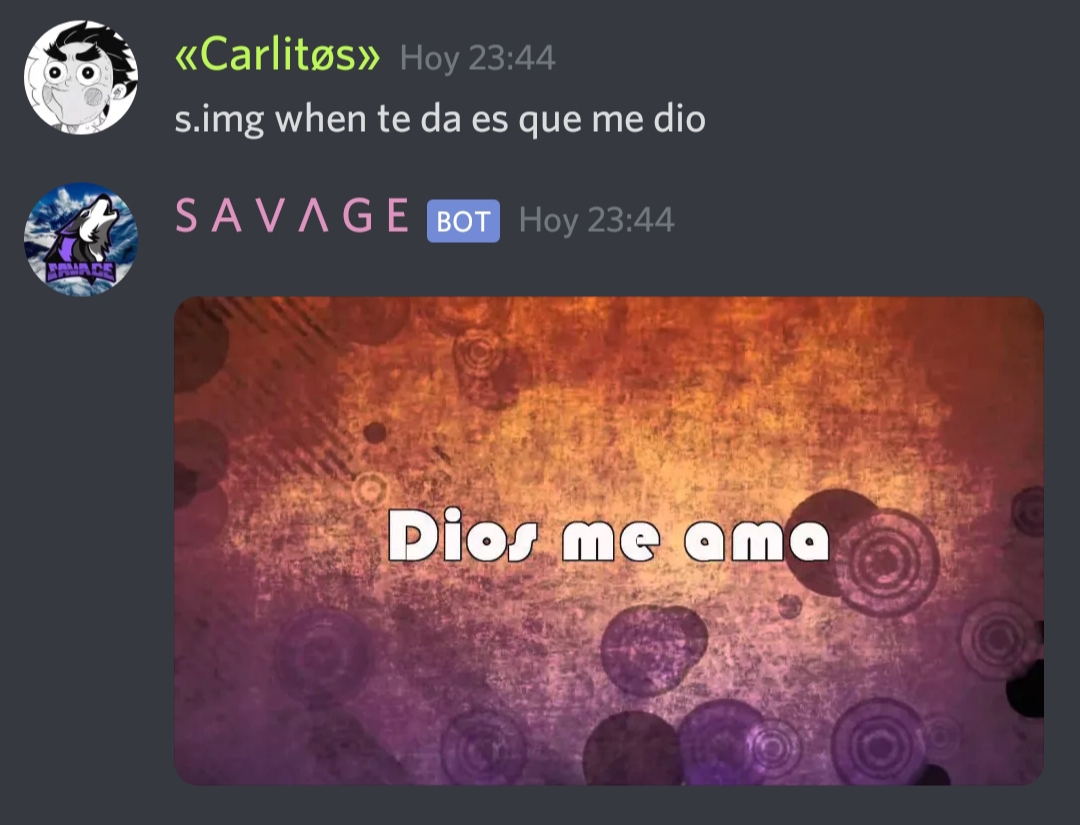 «Carlitøs» Hoy 23:44
s.img when te da es que me dio
S A V Λ G E BOT Hoy 23:44
SAVAGE
Dios me ama